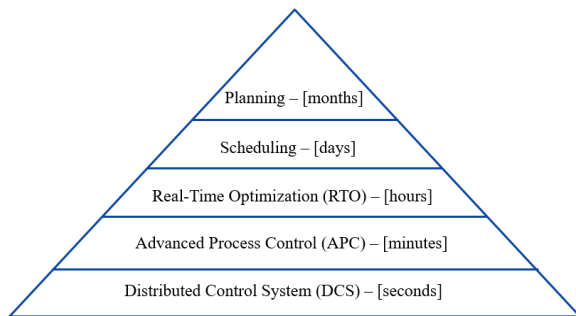 Planning – [months]
Scheduling – [days]
Real-Time Optimization (RTO) – [hours]
Advanced Process Control (APC) – [minutes]
Distributed Control System (DCS) – [seconds]